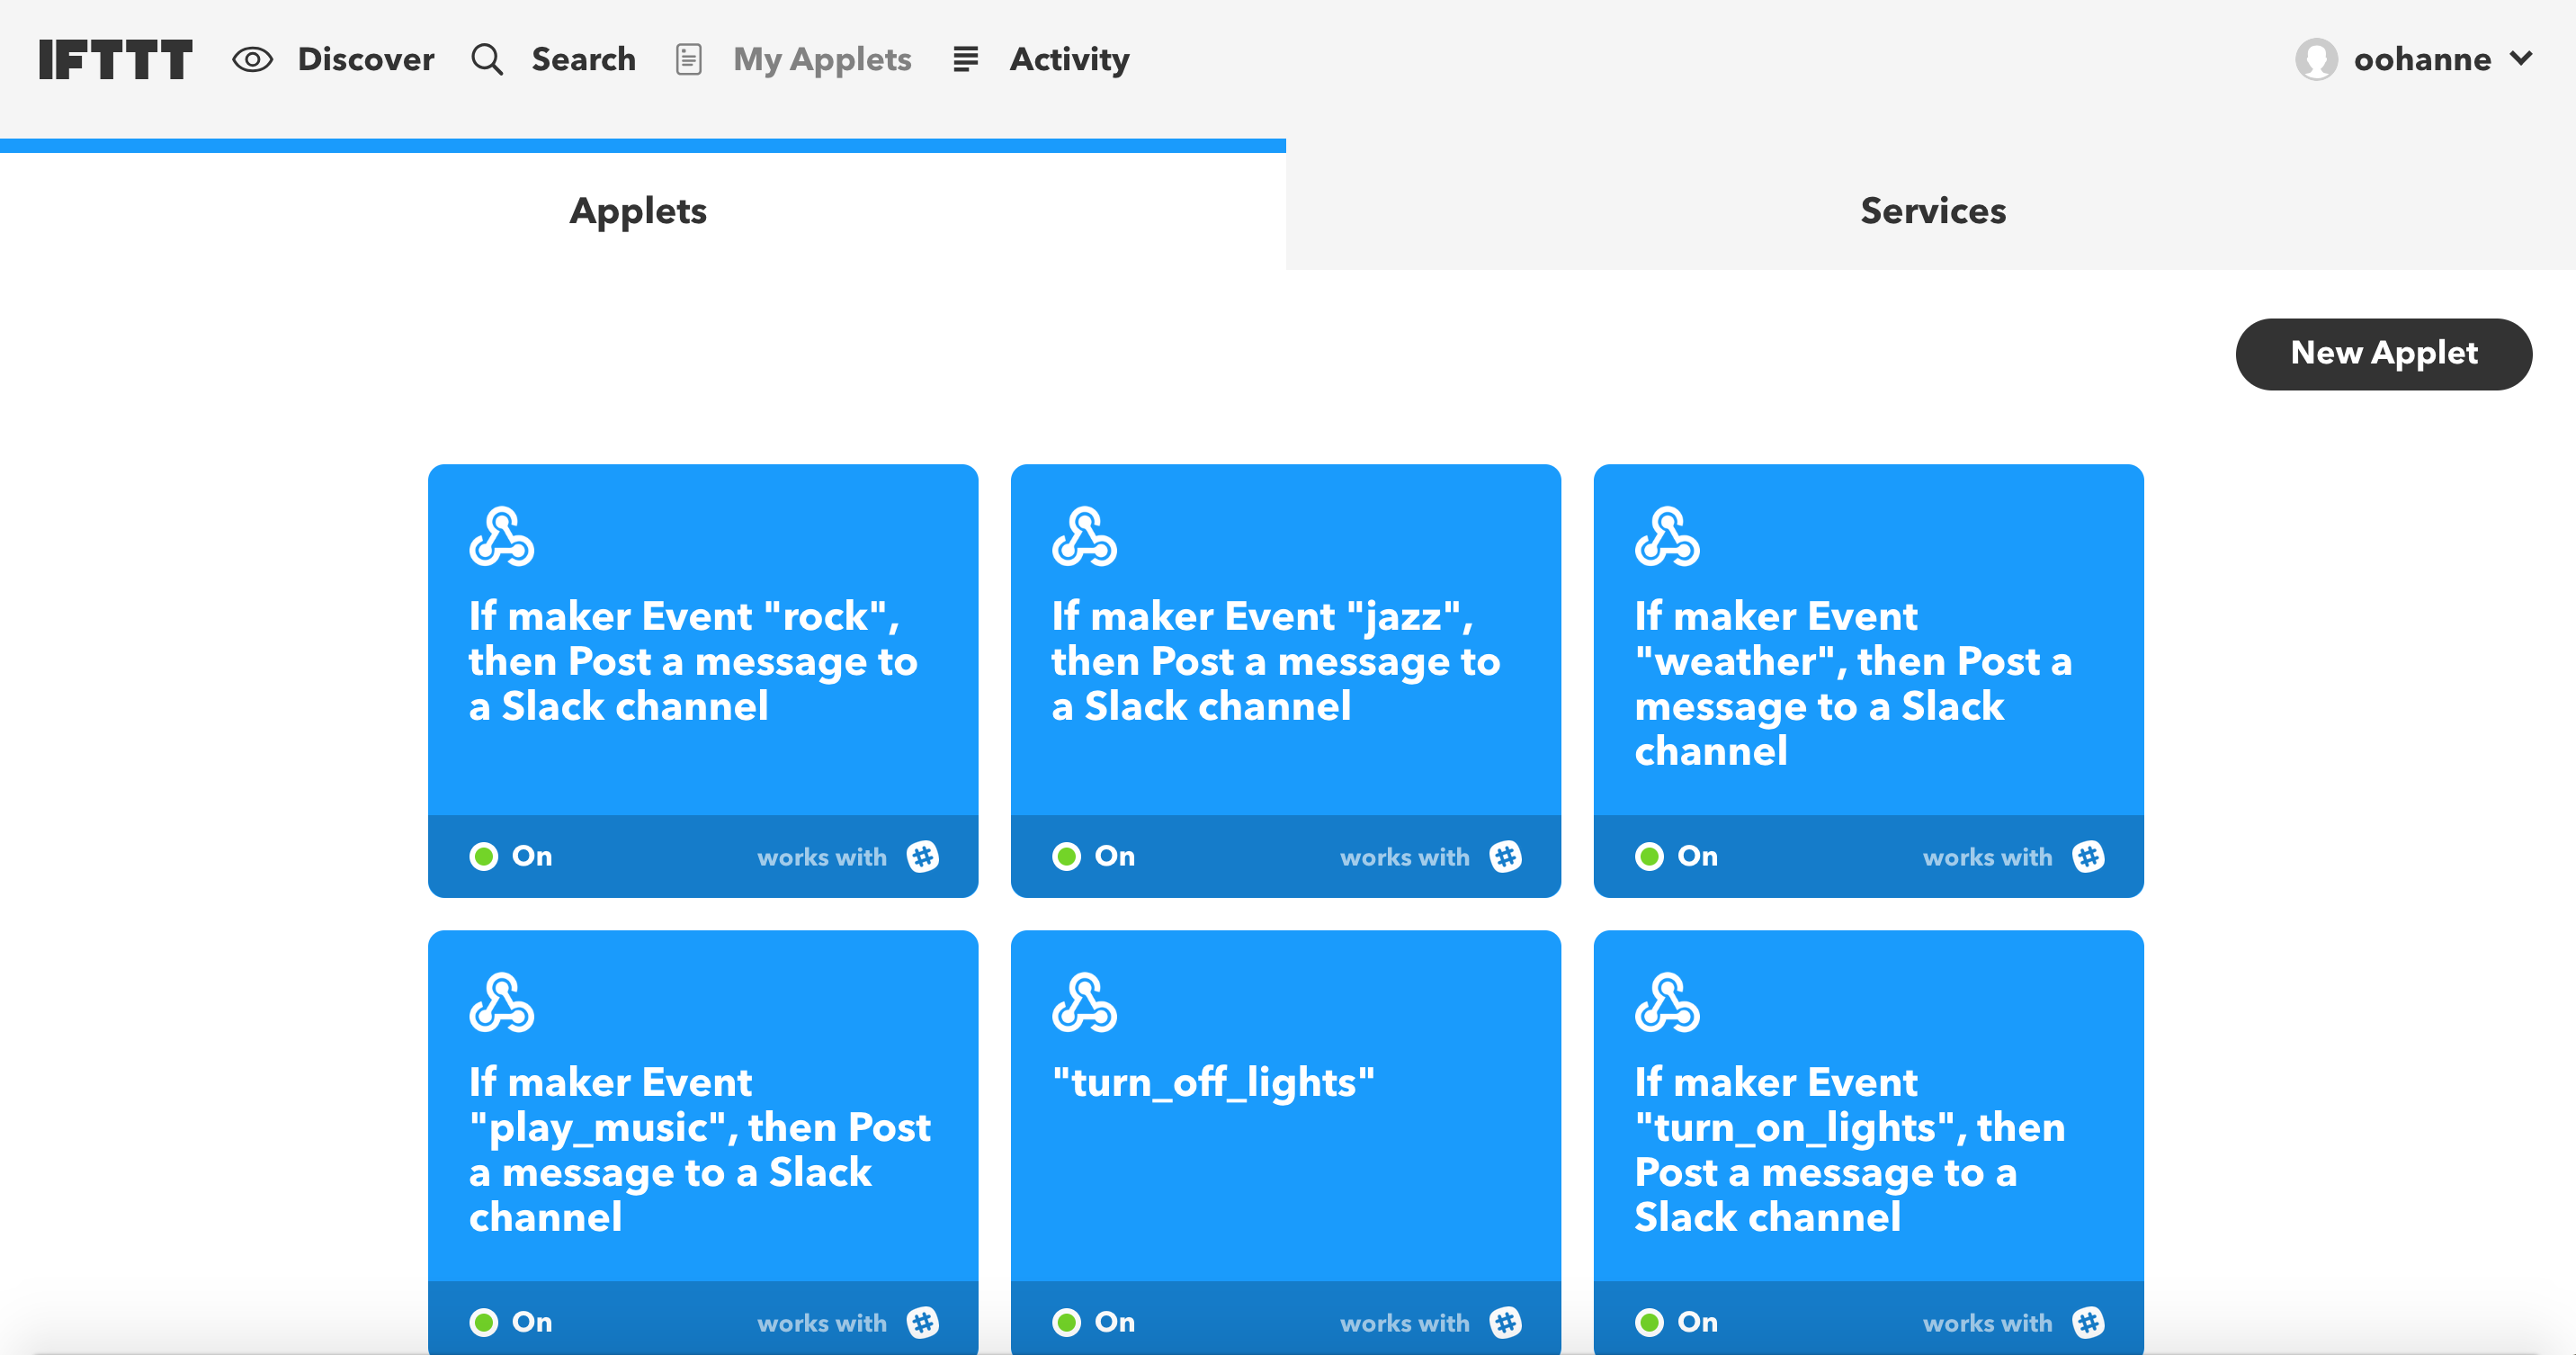 IFTTT Discover Search My Applets Activity oohanne
Applets Services
New Applet
If maker Event "rock",
then Post a message to
a Slack channel
On works with
If maker Event "jazz",
then Post a message to
a Slack channel
On works with
If maker Event
"weather", then Post a
message to a Slack
channel
On works with
If maker Event
"play_music", then Post
a message to a Slack
channel
On works with
"turn_off_lights"
On works with
If maker Event
"turn_on_lights", then
Post a message to a
Slack channel
On works with